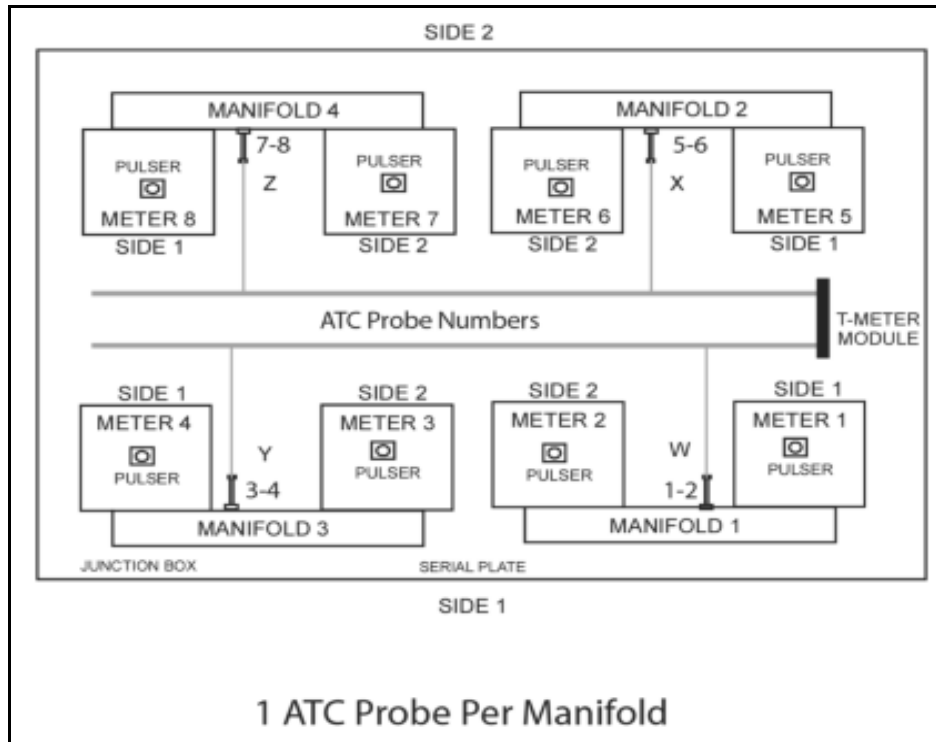 SIDE 2
MANIFOLD 4
MANIFOLD 2
7-8
5-6
PULSER
PULSER
PULSER
PULSER
Z
X
METER 8
METER 7
METER 6
METER 5
SIDE 1
SIDE 2
SIDE 2
SIDE 1
ATC Probe Numbers
T-METER
MODULE
SIDE 1
SIDE 2
SIDE 2
SIDE 1
METER 4
METER 3
METER 2
METER 1
Y
W
PULSER
PULSER
PULSER
PULSER
3-4
1-2
MANIFOLD 3
MANIFOLD 1
JUNCTION BOX
SERIAL PLATE
SIDE 1
1 ATC Probe Per Manifold